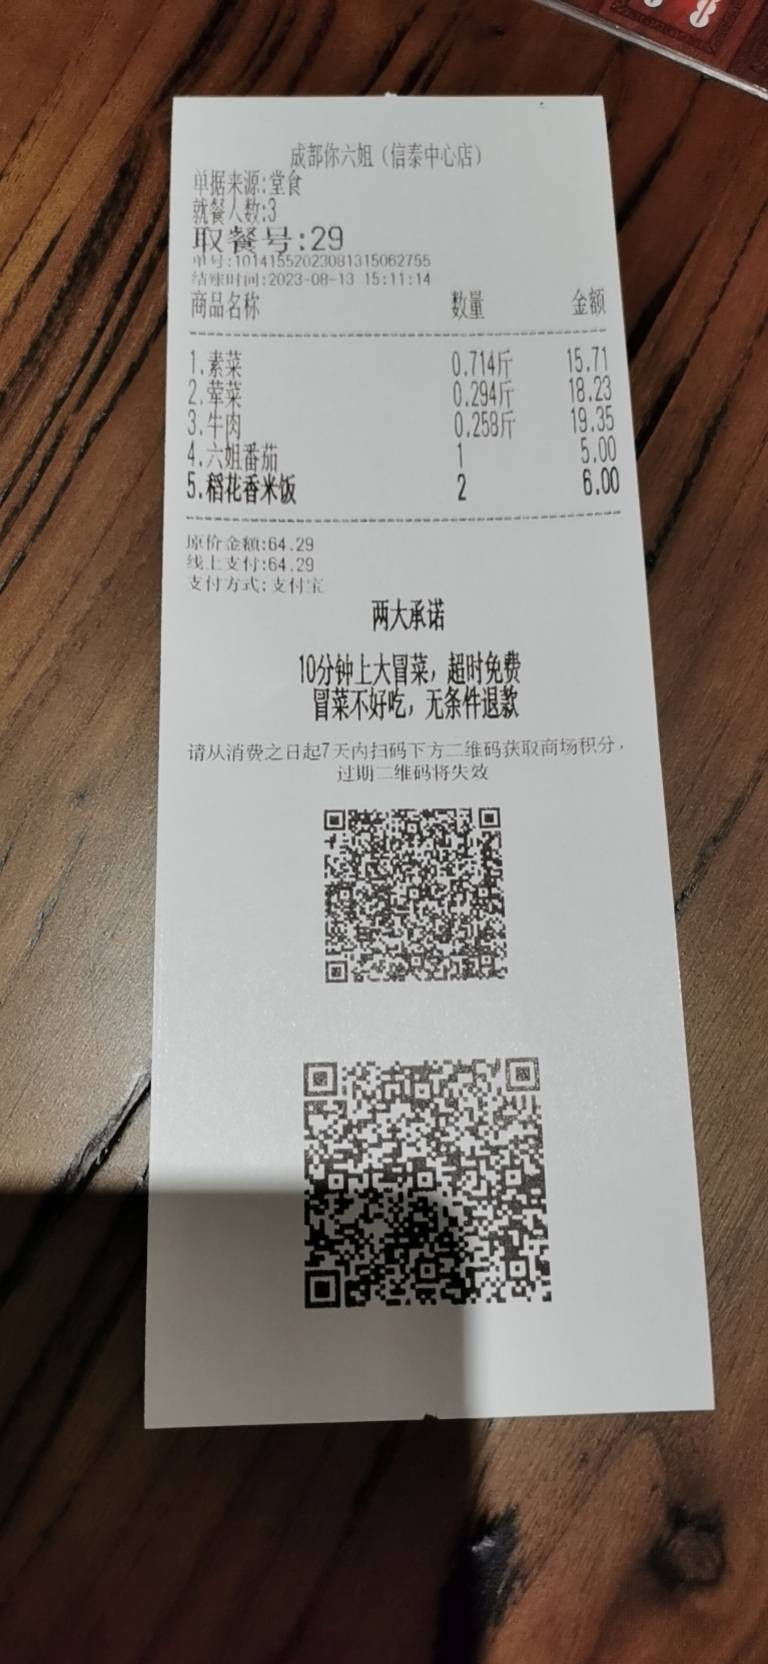 成都你六姐（信泰中心店）
单据来源:堂食
就餐人数:3
取餐号:29
单号:10141552023081315062755
结账时间:2023-08-13 15:11:14
商品名称 数量 金额
1.素菜 0.714斤 15.71
2.荤菜 0.294斤 18.23
3.牛肉 0.258斤 19.35
4.六姐番茄 1 5.00
5.稻花香米饭 2 6.00
原价金额:64.29
线上支付:64.29
支付方式:支付宝
两大承诺
10分钟上大冒菜，超时免费
冒菜不好吃，无条件退款
请从消费之日起7天内扫码下方二维码获取商场积分，
过期二维码将失效